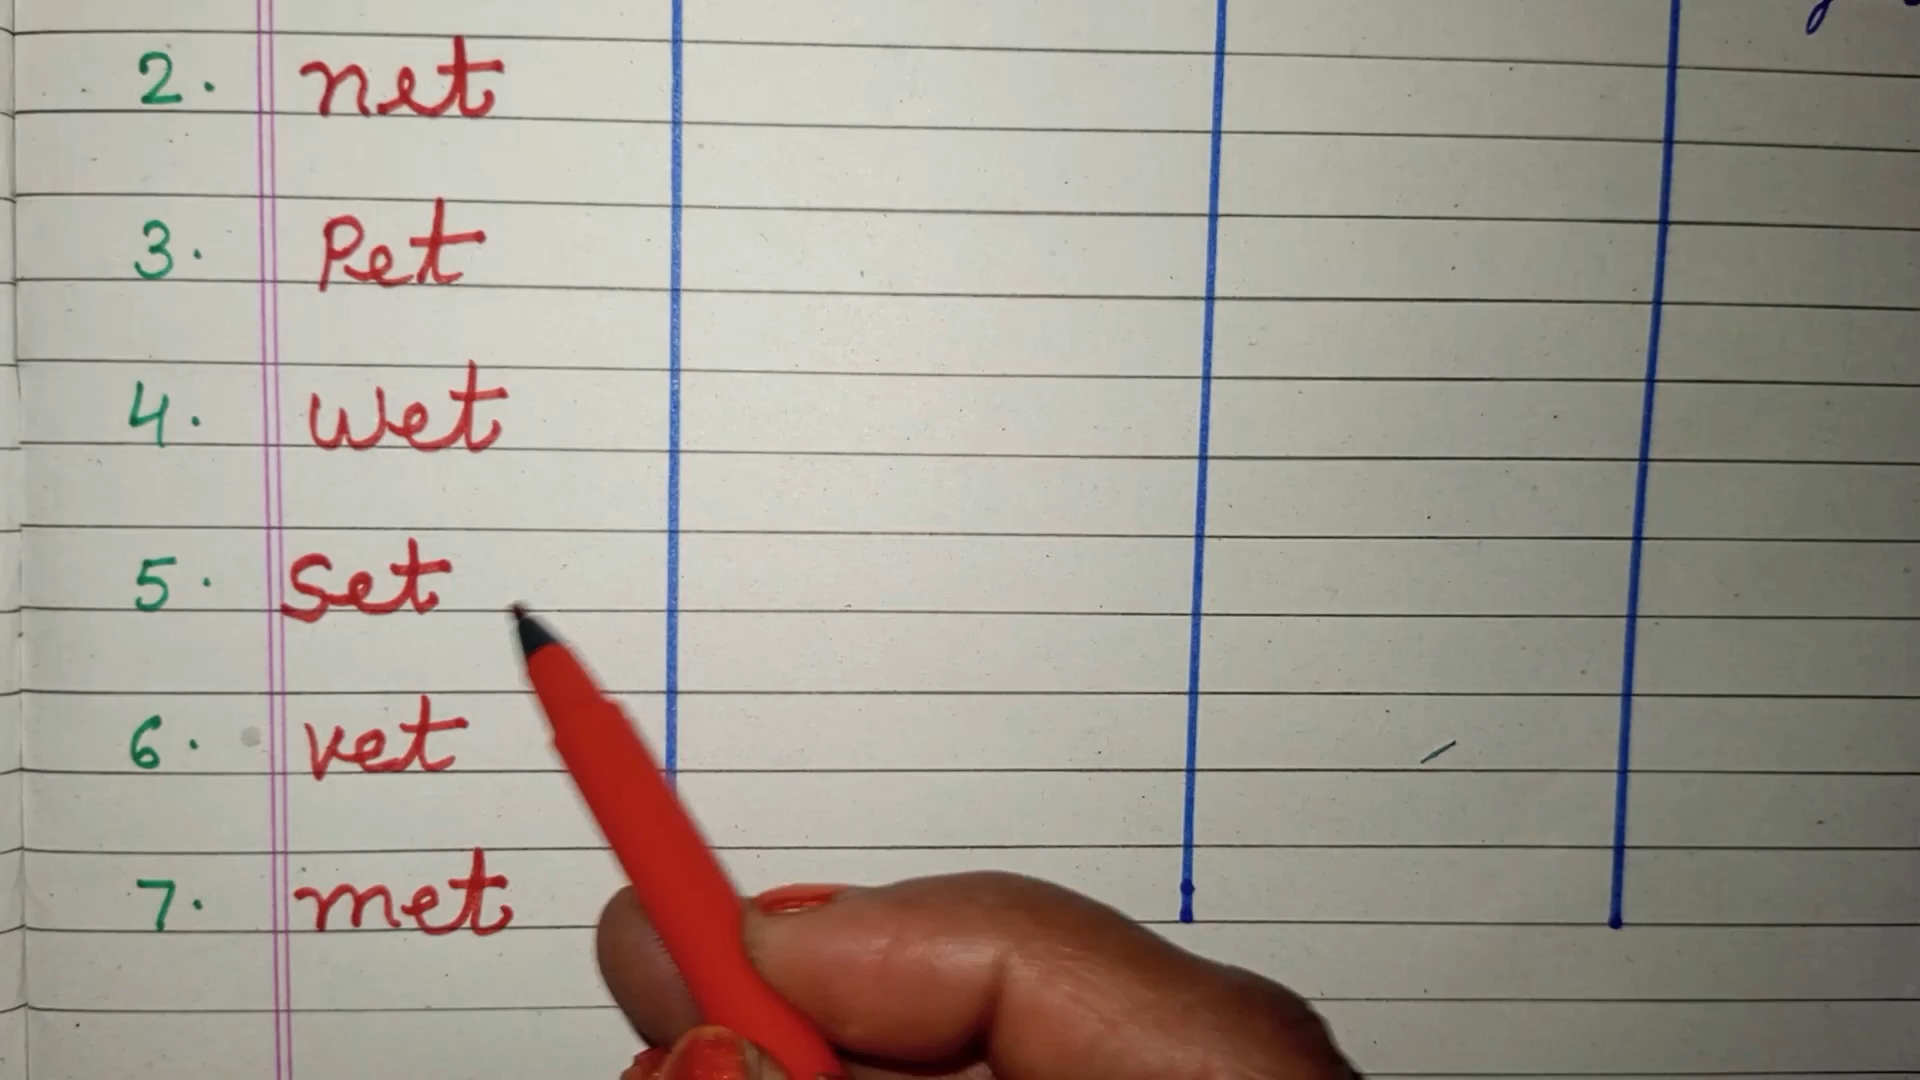 2. net
3. Pet
4. wet
5. Set
6. vet
7. met